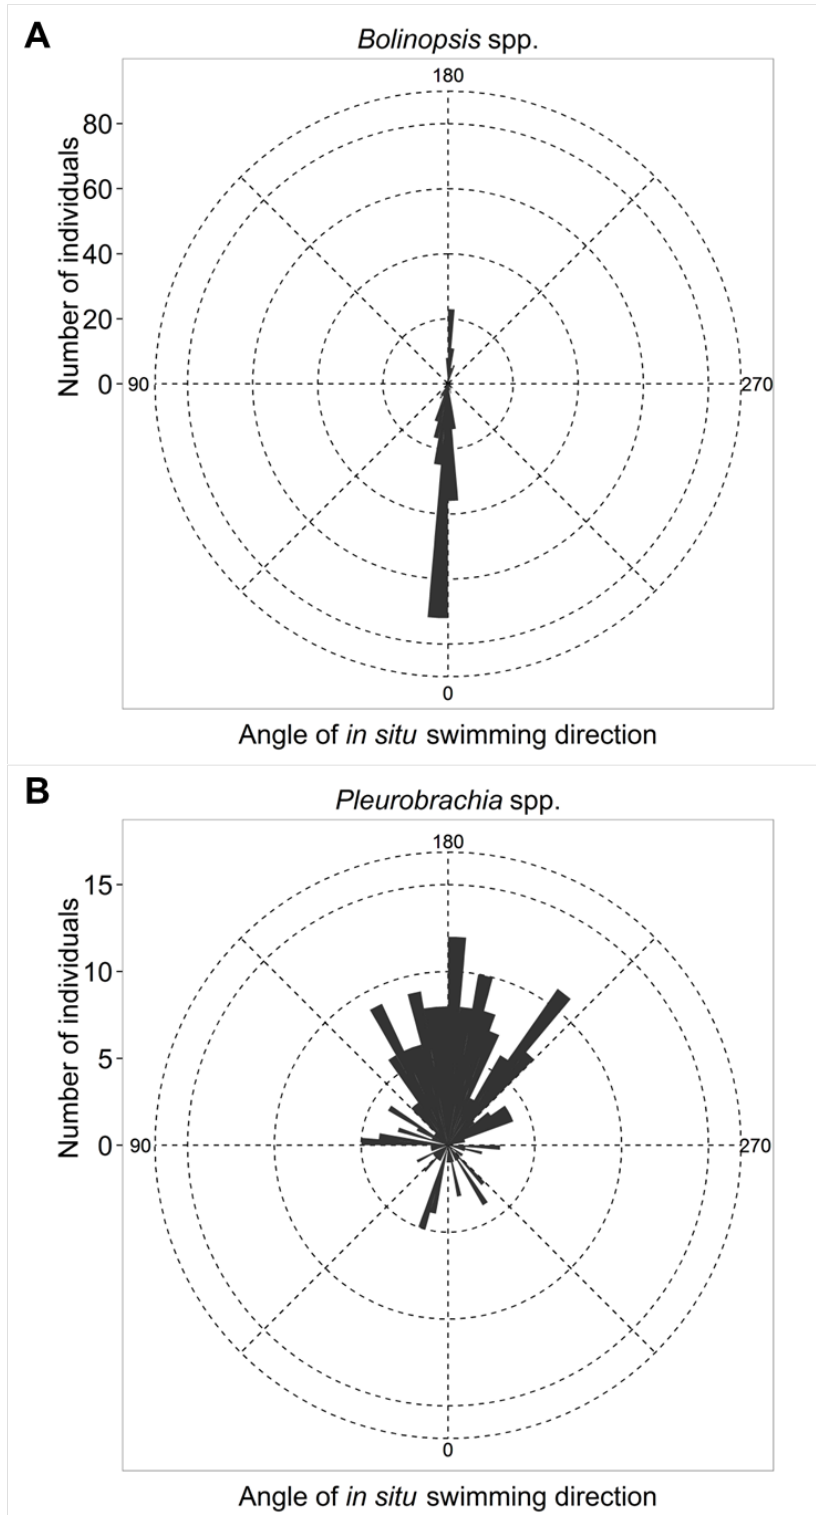 A
Bolinopsis spp.
180
80
60
40
20
0
90
270
0
Number of individuals
Angle of in situ swimming direction
B
Pleurobrachia spp.
180
15
10
5
0
90
270
0
Number of individuals
Angle of in situ swimming direction